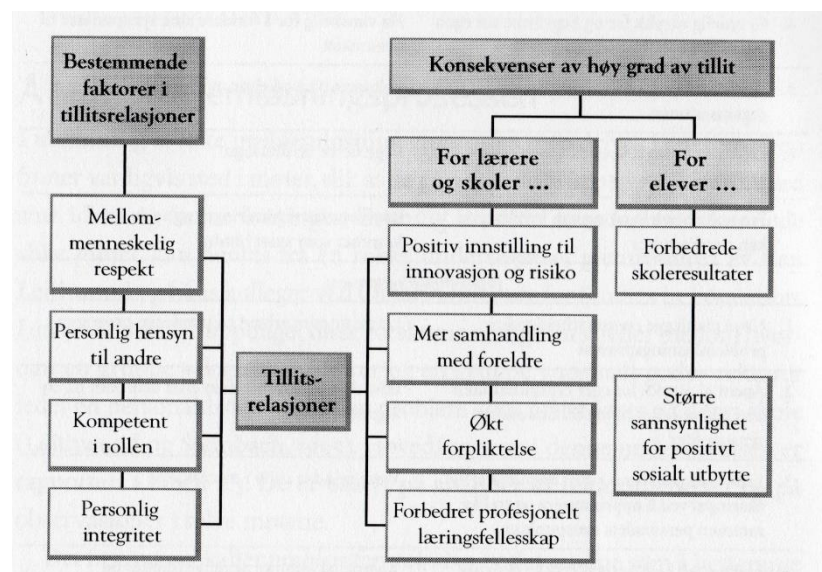 Bestemmende
faktorer i
tillitsrelasjoner
Konsekvenser av høy grad av tillit
For lærere
og skoler ...
For
elever ...
Mellom-
menneskelig
respekt
Personlig hensyn
til andre
Kompetent
i rollen
Personlig
integritet
Tillits-
relasjoner
Positiv innstilling til
innovasjon og risiko
Mer samhandling
med foreldre
Økt
forpliktelse
Forbedret profesjonelt
læringsfellesskap
Forbedrede
skoleresultater
Større
sannsynlighet
for positivt
sosialt utbytte